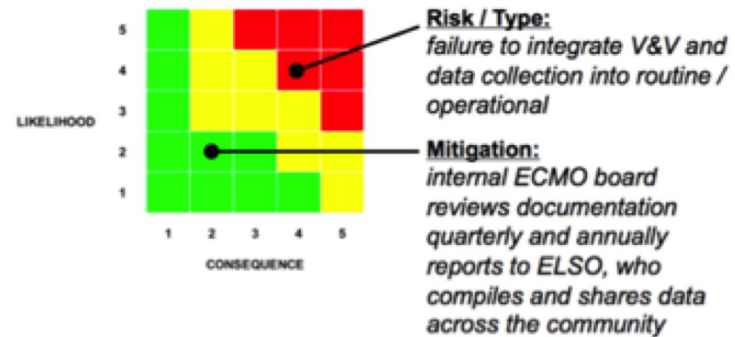 5
4
LIKELIHOOD
3
2
1
1 2 3 4 5
CONSEQUENCE
Risk / Type:
failure to integrate V&V and
data collection into routine /
operational
Mitigation:
internal ECMO board
reviews documentation
quarterly and annually
reports to ELSO, who
compiles and shares data
across the community